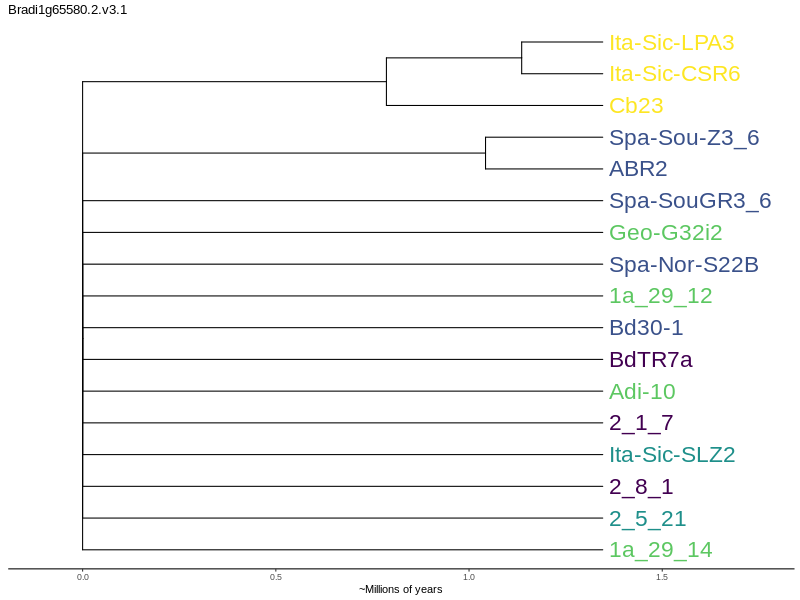 Bradi1g65580.2.v3.1
Ita-Sic-LPA3
Ita-Sic-CSR6
Cb23
Spa-Sou-Z3_6
ABR2
Spa-SouGR3_6
Geo-G32i2
Spa-Nor-S22B
1a_29_12
Bd30-1
BdTR7a
Adi-10
2_1_7
Ita-Sic-SLZ2
2_8_1
2_5_21
1a_29_14
0.0 0.5 1.0 1.5
~Millions of years